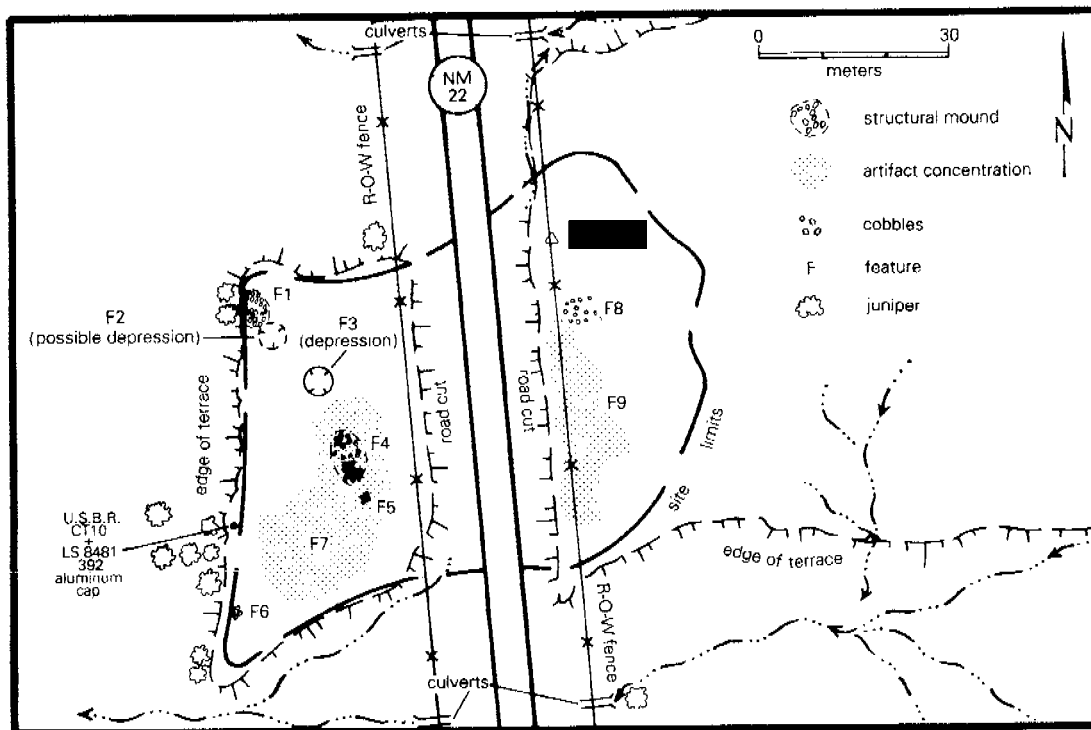 culverts
0 30
meters
NM
22
R-O-W fence
N
structural mound
artifact concentration
cobbles
F feature
juniper
F1
F2
(possible depression)
F3
(depression)
F8
edge of terrace
road cut
road cut
F9
F4
F5
limits
site
U.S.B.R.
CT10
+
LS 8481
392
aluminum
cap
F7
edge of terrace
F6
R-O-W fence
culverts